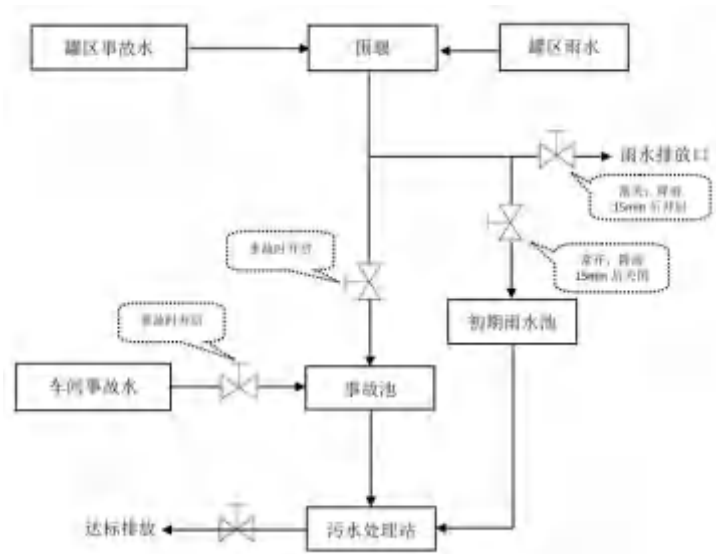 罐区事故水
围堰
罐区雨水
雨水排放口
常关，降雨
15min 后开启
事故时开启
常开，降雨
15min 后关闭
事故时开启
初期雨水池
车间事故水
事故池
达标排放
污水处理站